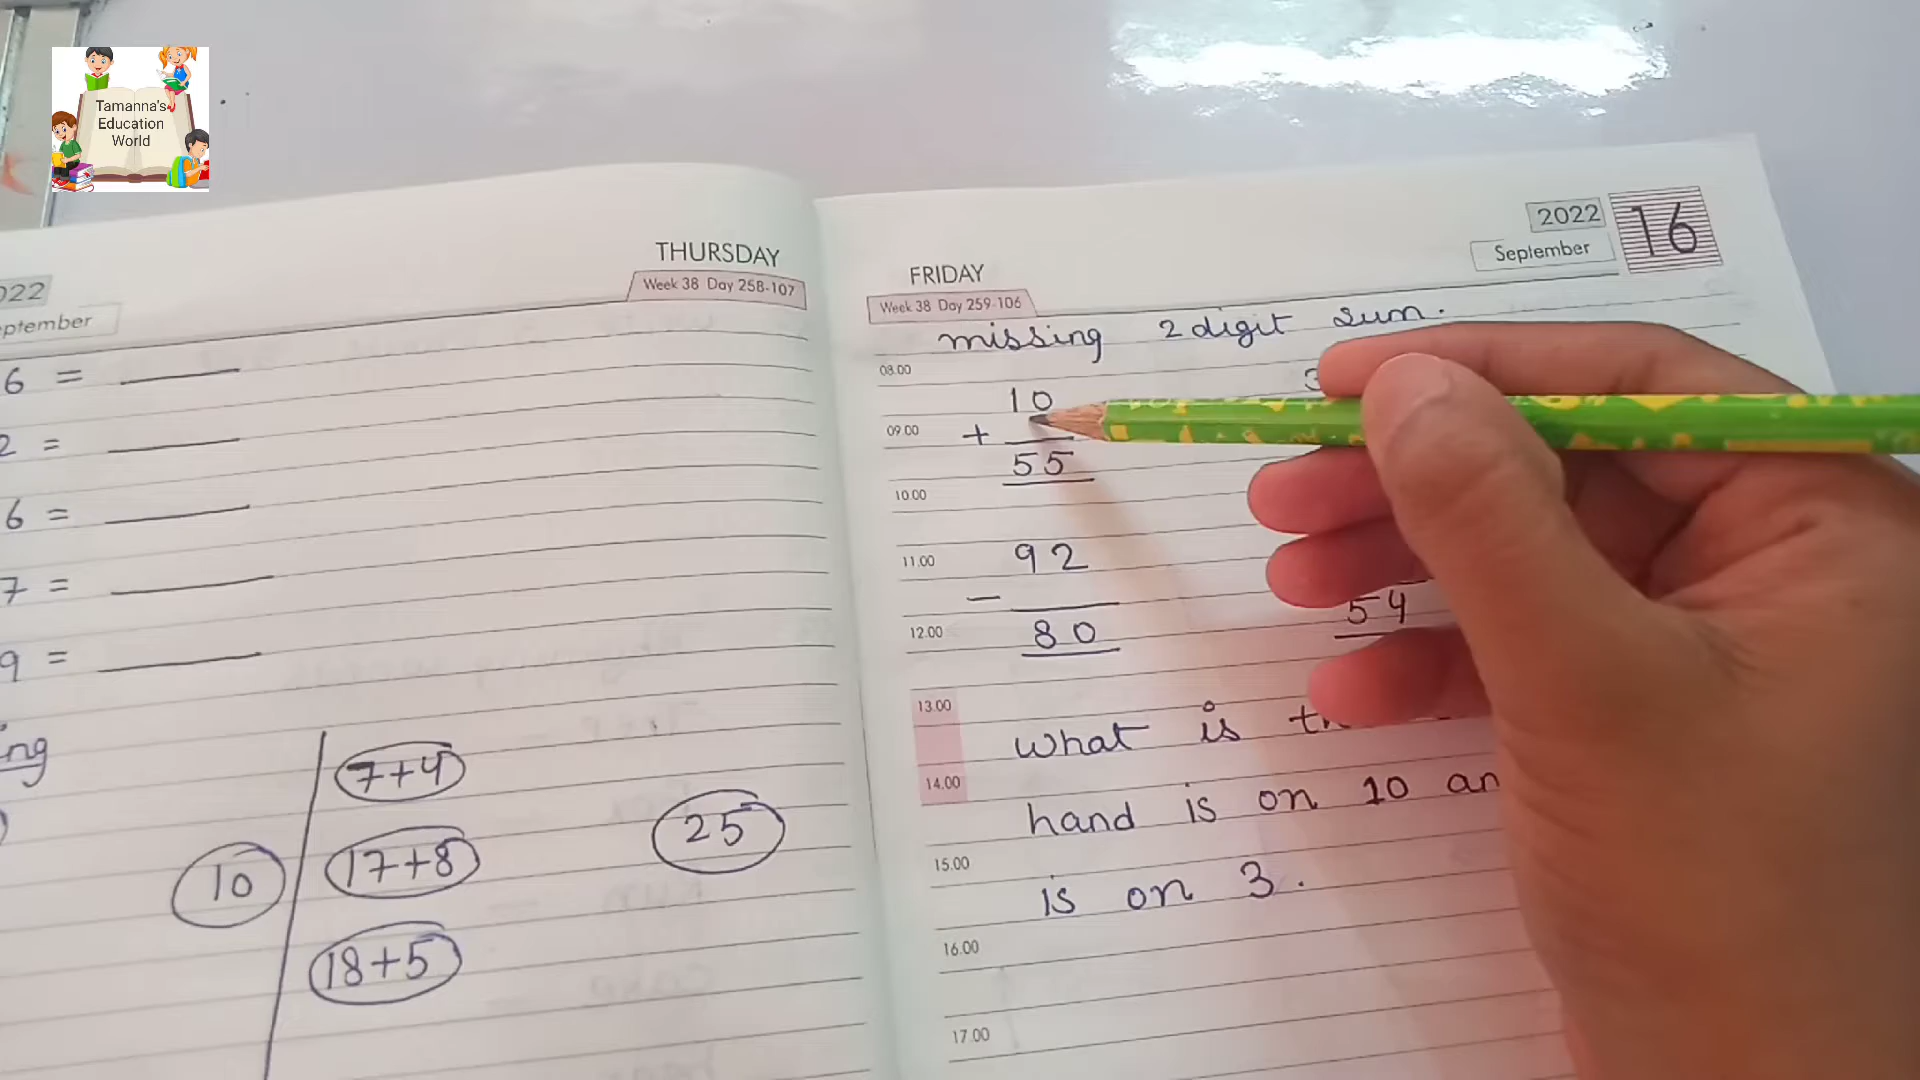 Tamanna's
Education
World
022
eptember
THURSDAY
Week 38 Day 258-107
6 =
2 =
6 =
7 =
9 =
ng
10
7+4
17+8
18+5
25
FRIDAY
Week 38 Day 259-106
2022
September
16
missing 2 digit sum.
08.00
10
09.00
+
55
10.00
11.00
92
-
12.00
80
54
13.00
What is th
14.00
hand is on 10 an
15.00
is on 3.
16.00
17.00